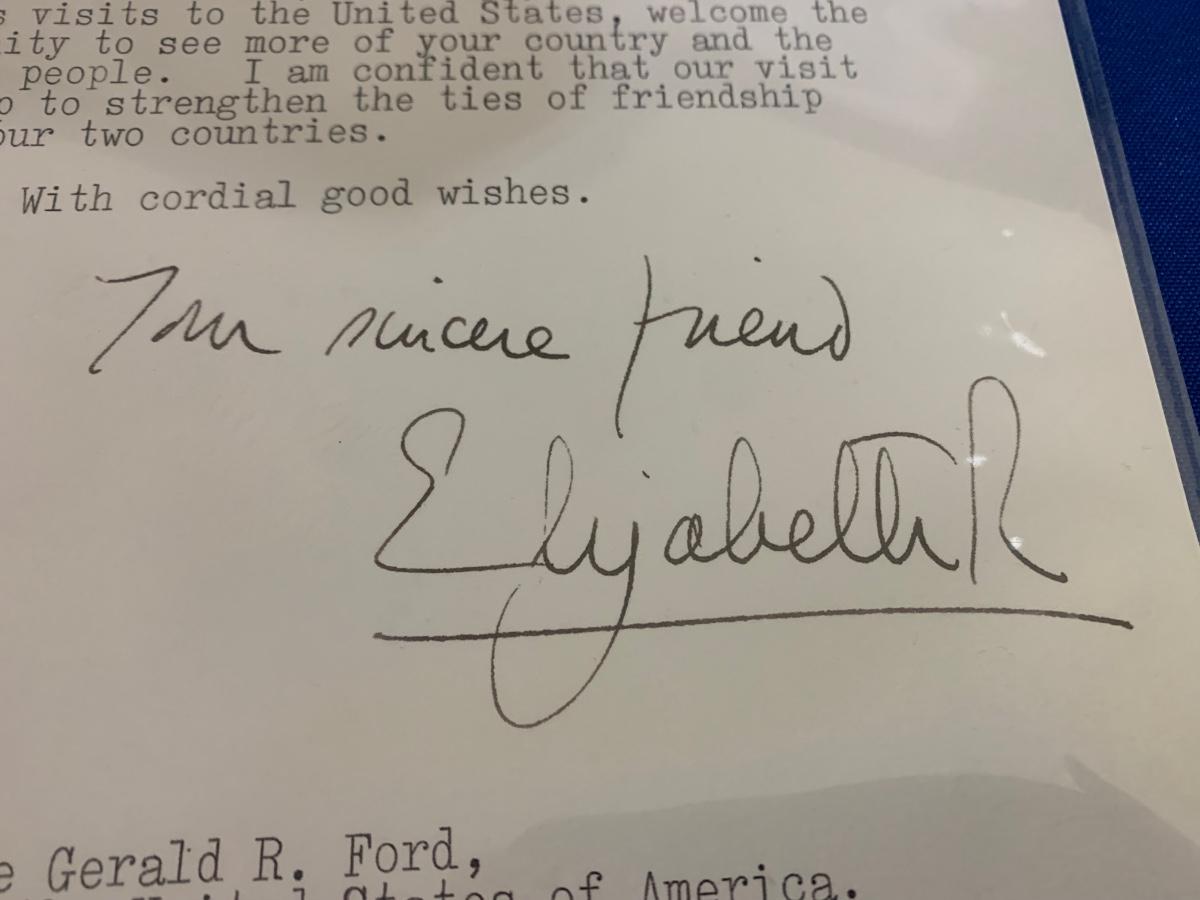 s visits to the United States, welcome the
ity to see more of your country and the
people. I am confident that our visit
p to strengthen the ties of friendship
our two countries.
With cordial good wishes.
Your sincere friend
Elizabeth R
e Gerald R. Ford,
United States of America.